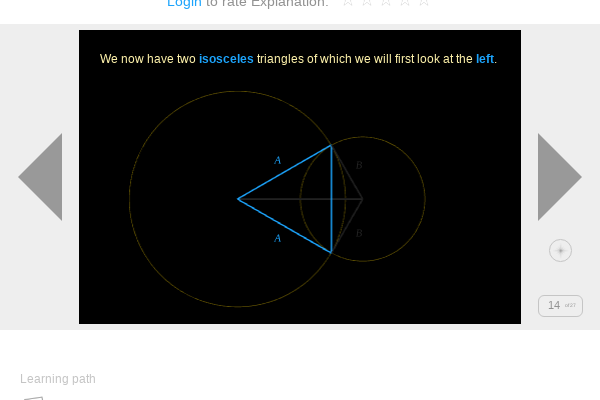 Login to rate Explanation:
We now have two isosceles triangles of which we will first look at the left.
A
B
A
B
14 of 27
Learning path